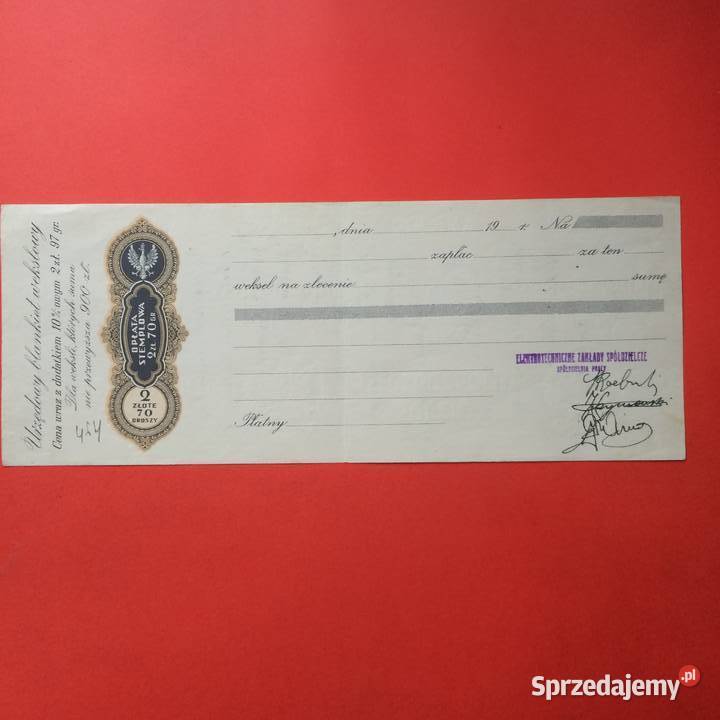 Urzędowy blankiet wekslowy
Cena wraz z dodatkiem 10% owym 2 zł. 97 gr.
Dla weksli, których suma
nie przewyższa 900 zł.
OPŁATA
STEMPLOWA
2 ZŁ. 70 GR.
2
ZŁOTE
70
GROSZY
, dnia 19 r. Na
zapłac za ten
weksel na zlecenie sumę
ELEKTROTECHNICZNE ZAKŁADY SPÓŁDZIELCZE
SPÓŁDZIELNIA PRACY
Płatny
Sprzedajemy.pl